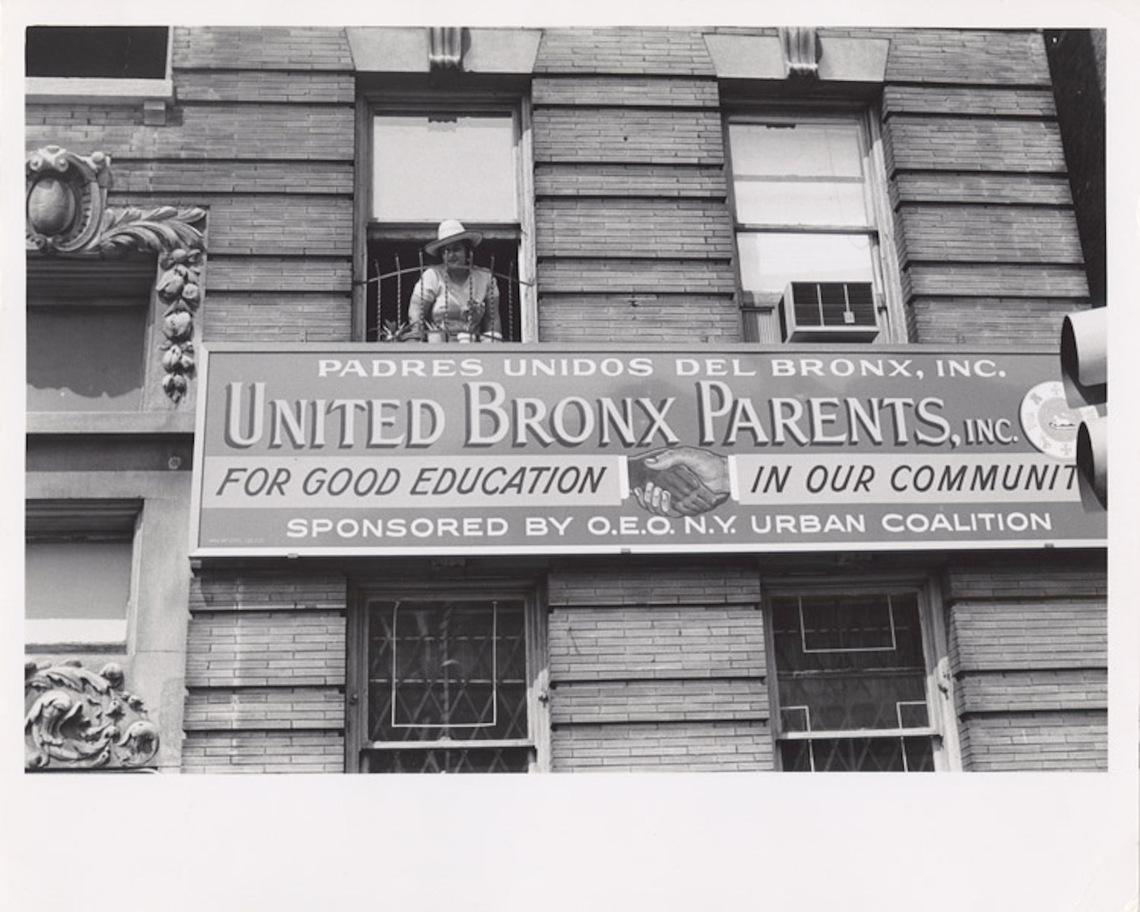 PADRES UNIDOS DEL BRONX, INC.
UNITED BRONX PARENTS, INC.
FOR GOOD EDUCATION IN OUR COMMUNIT
SPONSORED BY O.E.O. N.Y. URBAN COALITION